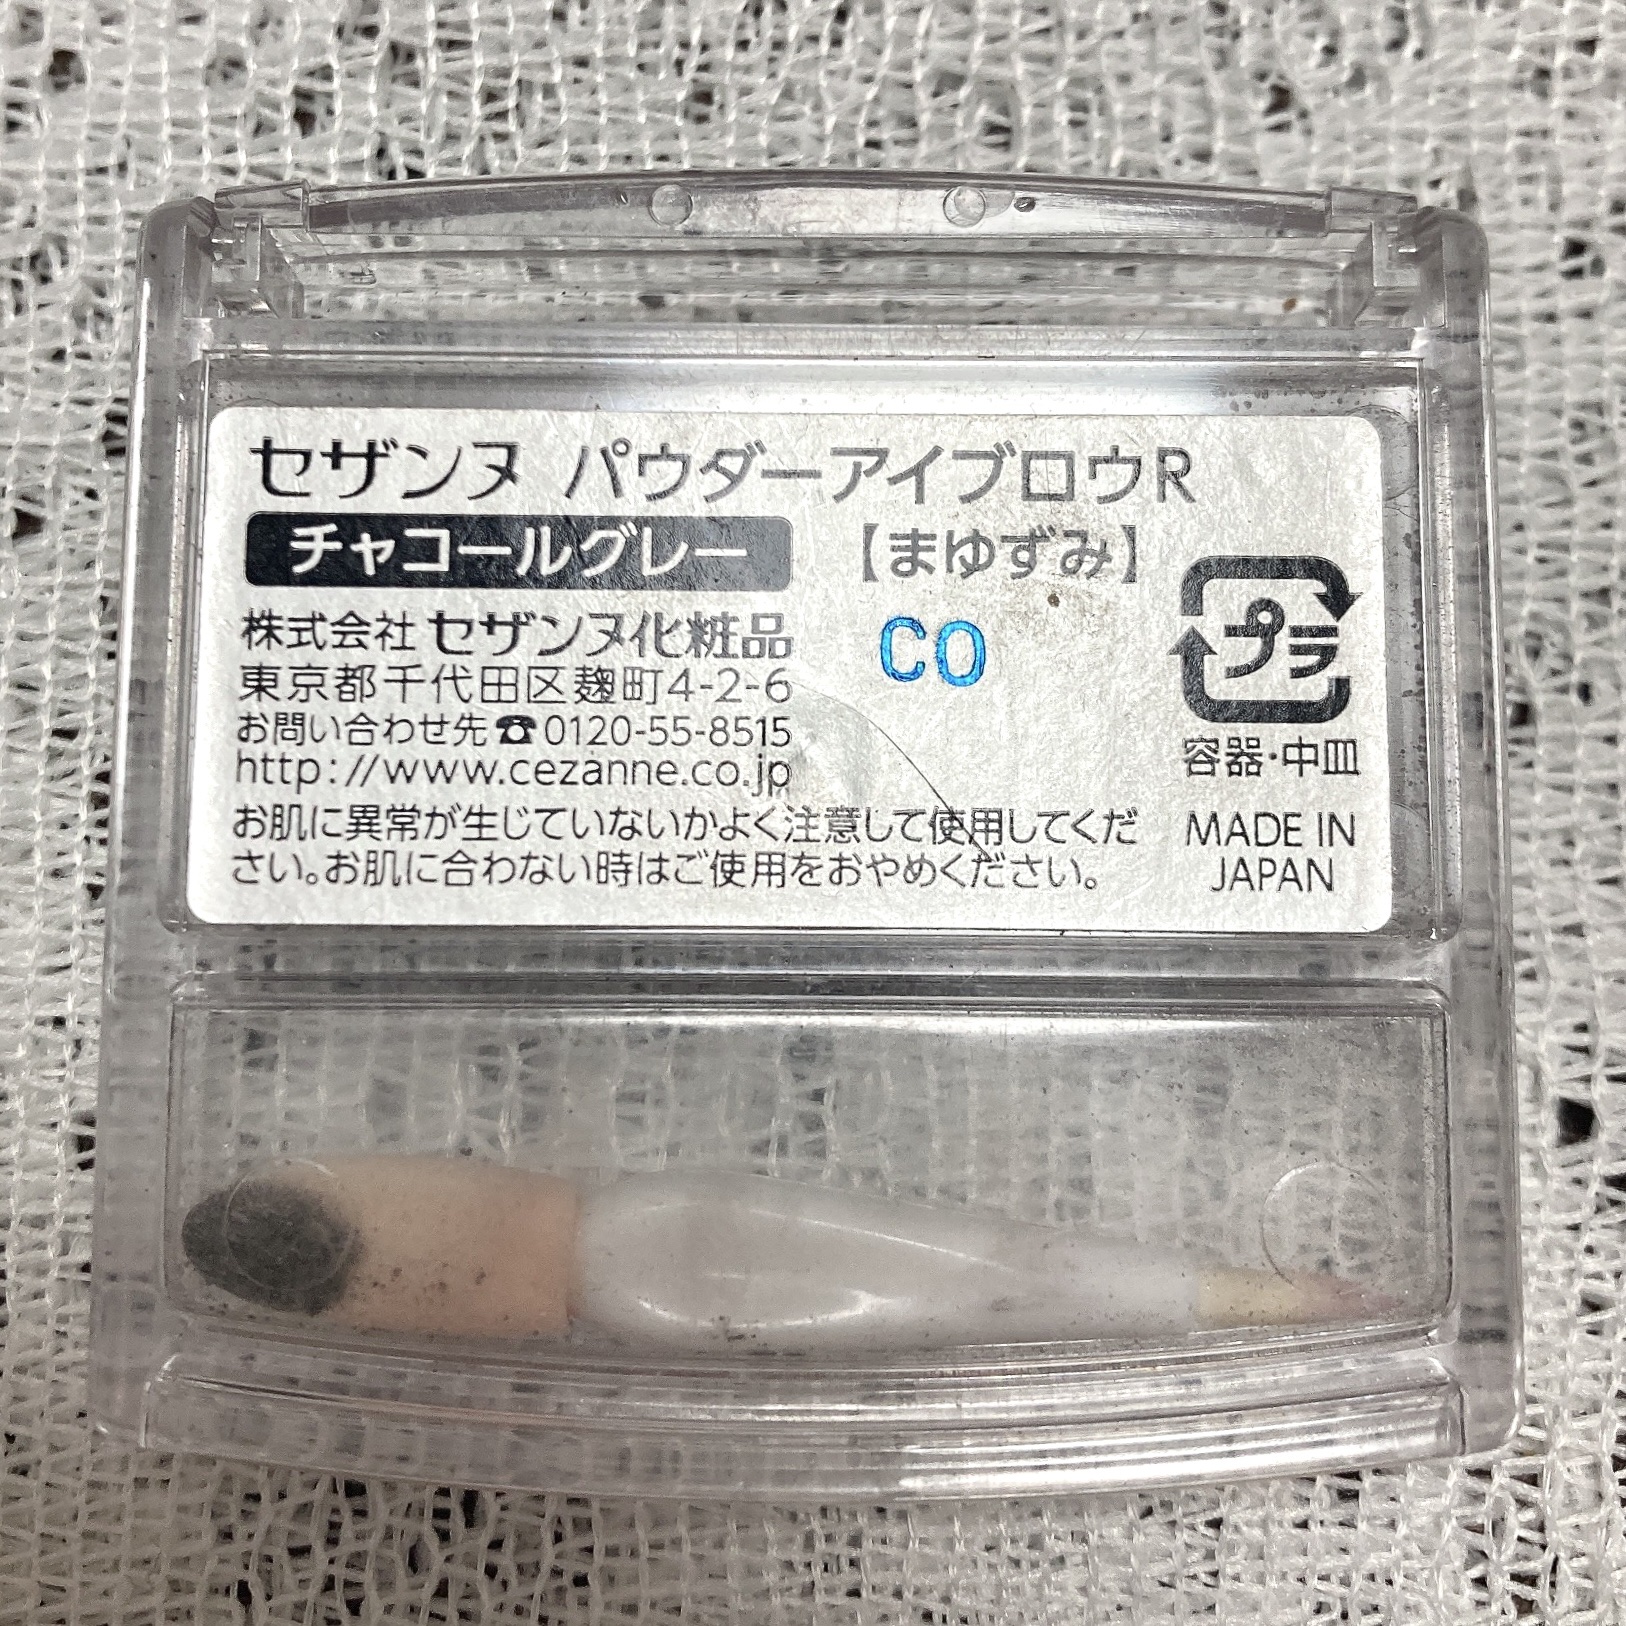 セザンヌ パウダーアイブロウR
チャコールグレー 【まゆずみ】
株式会社 セザンヌ化粧品
東京都千代田区麹町4-2-6
お問い合わせ先☎0120-55-8515
http://www.cezanne.co.jp
お肌に異常が生じていないかよく注意して使用してくだ
さい。お肌に合わない時はご使用をおやめください。
CO
プラ
容器・中皿
MADE IN
JAPAN